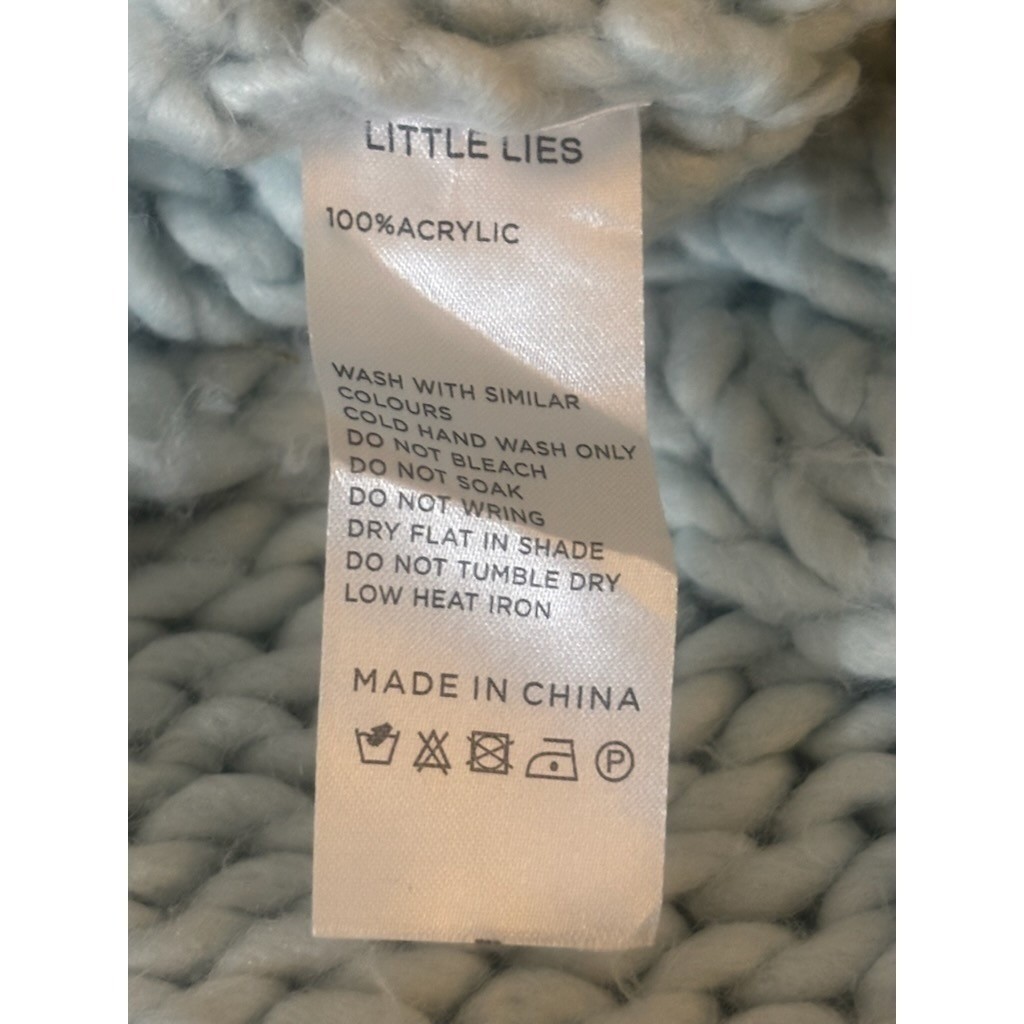 LITTLE LIES
100%ACRYLIC
WASH WITH SIMILAR
COLOURS
COLD HAND WASH ONLY
DO NOT BLEACH
DO NOT SOAK
DO NOT WRING
DRY FLAT IN SHADE
DO NOT TUMBLE DRY
LOW HEAT IRON
MADE IN CHINA
P